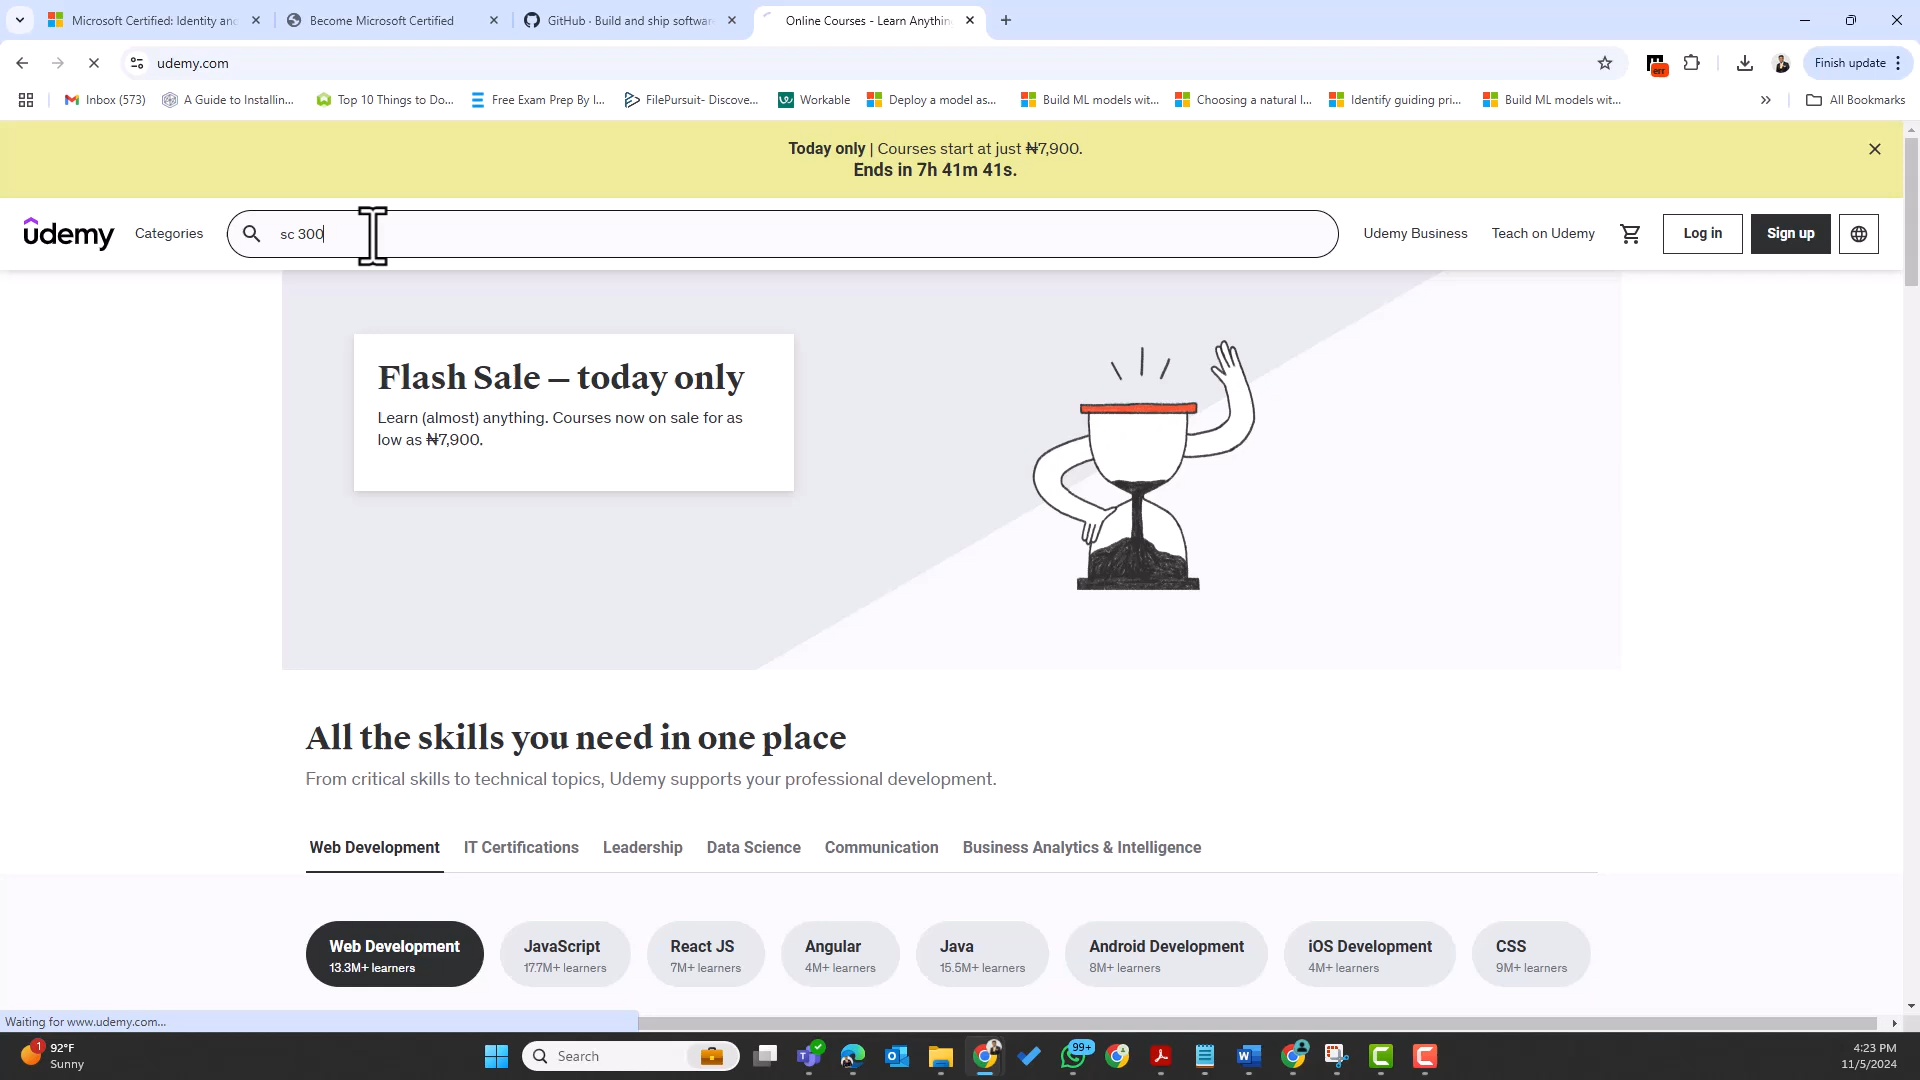 Microsoft Certified: Identity and
Become Microsoft Certified
GitHub · Build and ship software
Online Courses - Learn Anythin
udemy.com
err
Finish update
Inbox (573)
A Guide to Installin...
Top 10 Things to Do...
Free Exam Prep By I...
FilePursuit- Discove...
Workable
Deploy a model as...
Build ML models wit...
Choosing a natural l...
Identify guiding pri...
Build ML models wit...
All Bookmarks
Today only | Courses start at just ₦7,900.
Ends in 7h 41m 41s.
udemy
Categories
sc 300
Udemy Business
Teach on Udemy
Log in
Sign up
Flash Sale – today only
Learn (almost) anything. Courses now on sale for as
low as ₦7,900.
All the skills you need in one place
From critical skills to technical topics, Udemy supports your professional development.
Web Development
IT Certifications
Leadership
Data Science
Communication
Business Analytics & Intelligence
Web Development
13.3M+ learners
JavaScript
17.7M+ learners
React JS
7M+ learners
Angular
4M+ learners
Java
15.5M+ learners
Android Development
8M+ learners
iOS Development
4M+ learners
CSS
9M+ learners
Waiting for www.udemy.com...
1
92°F
Sunny
Search
99+
4:23 PM
11/5/2024